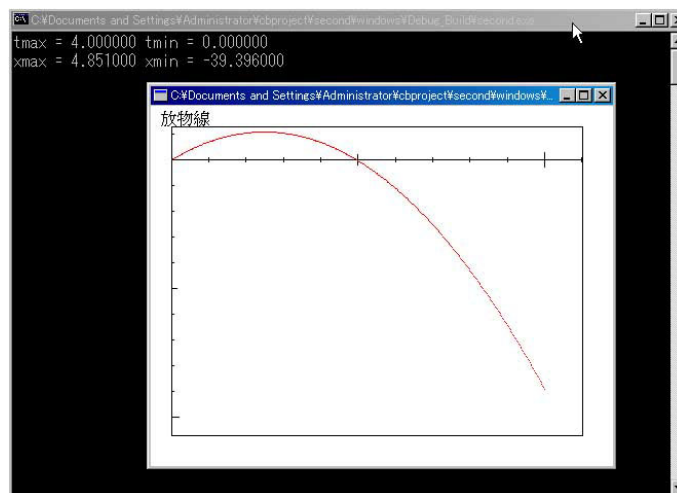 C:¥Documents and Settings¥Administrator¥cbproject¥second¥windows¥Debug_Build¥second.exe
tmax = 4.000000 tmin = 0.000000
xmax = 4.851000 xmin = -39.396000
C:¥Documents and Settings¥Administrator¥cbproject¥second¥windows¥...
放物線